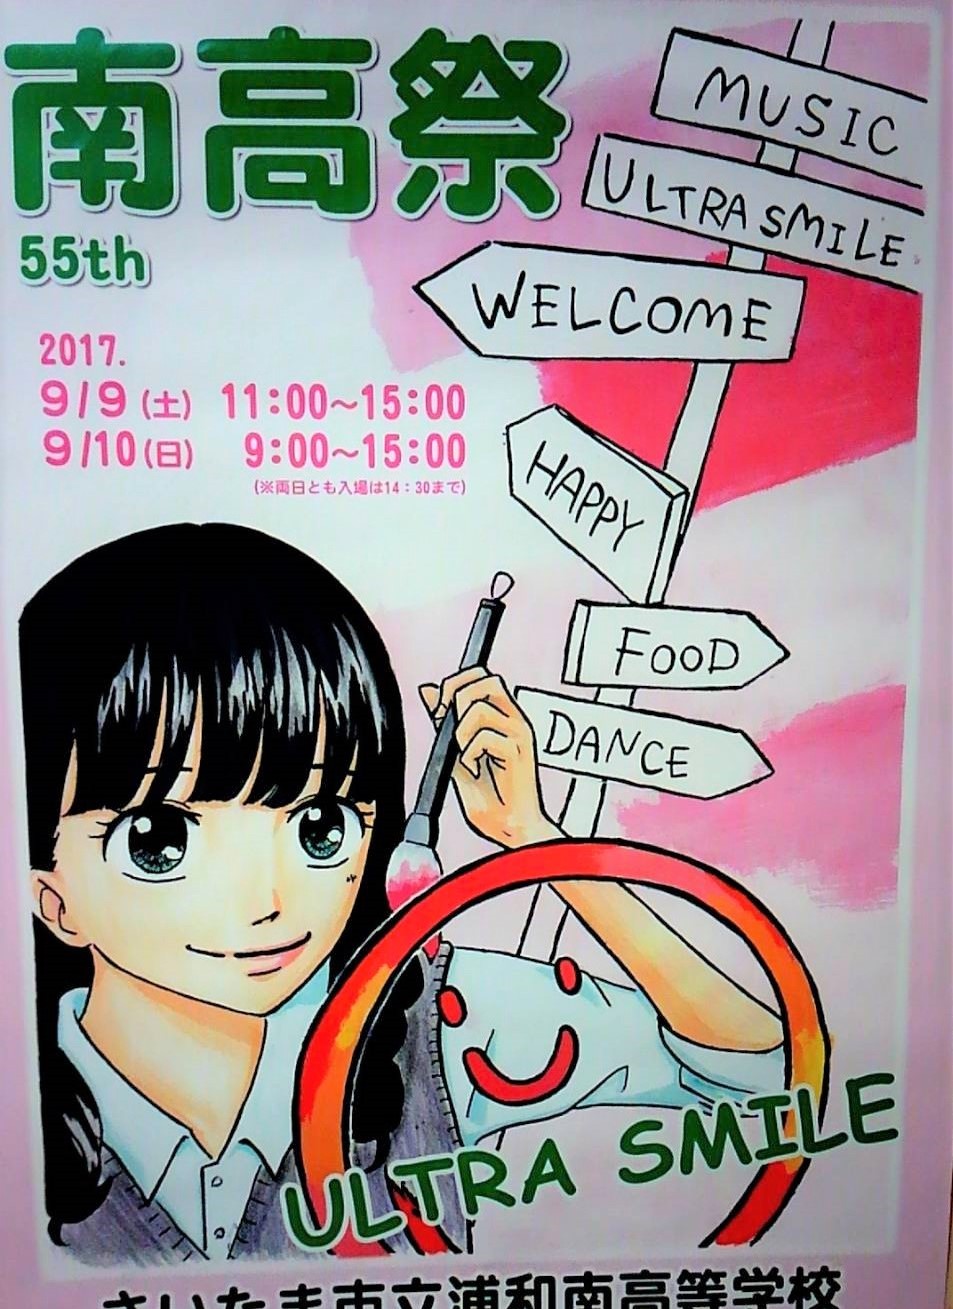 南高祭
55th
2017.
9/9(土) 11:00~15:00
9/10(日) 9:00~15:00
(※両日とも入場は14:30まで)
MUSIC
ULTRA SMILE
WELCOME
HAPPY
FOOD
DANCE
ULTRA SMILE
さいたま市立浦和南高等学校